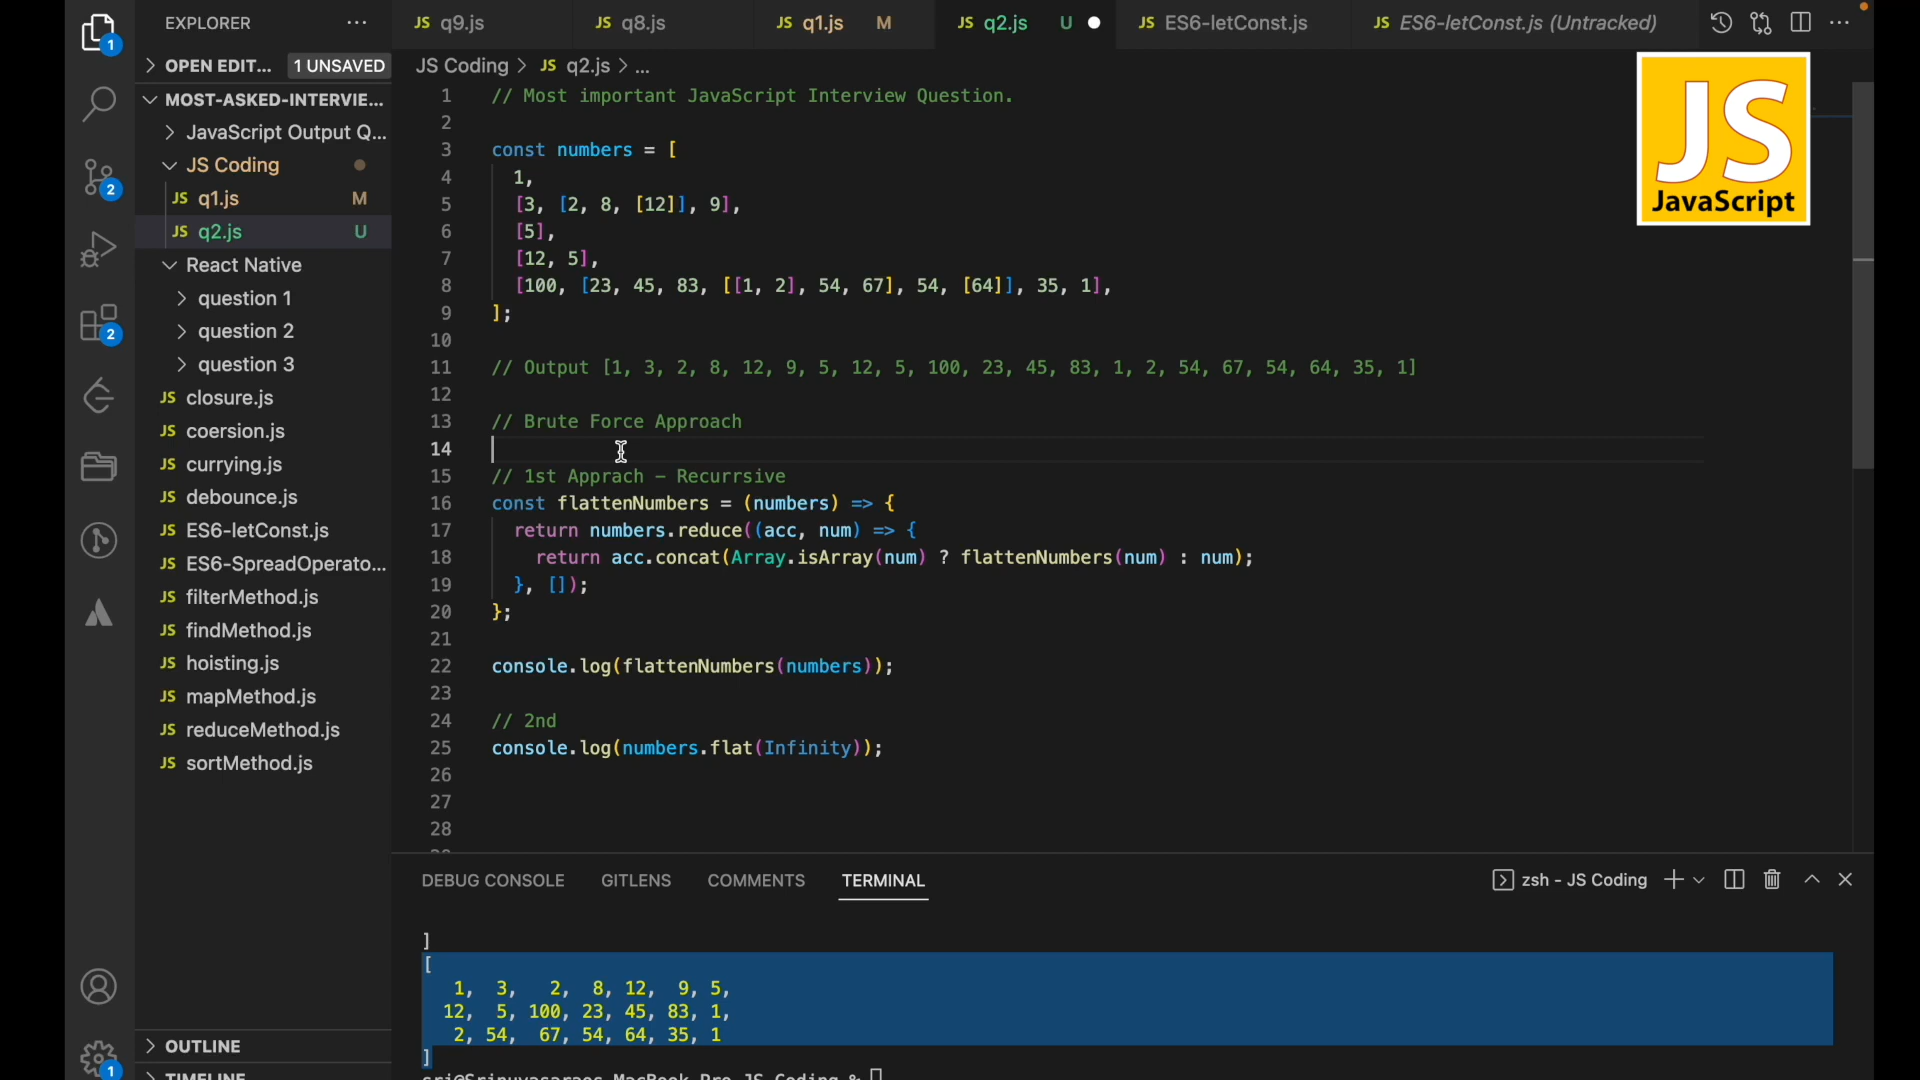 EXPLORER ...
OPEN EDIT... 1 UNSAVED
MOST-ASKED-INTERVIE...
JavaScript Output Q...
JS Coding
JS q1.js M
JS q2.js U
React Native
question 1
question 2
question 3
JS closure.js
JS coersion.js
JS currying.js
JS debounce.js
JS ES6-letConst.js
JS ES6-SpreadOperato...
JS filterMethod.js
JS findMethod.js
JS hoisting.js
JS mapMethod.js
JS reduceMethod.js
JS sortMethod.js
OUTLINE
TIMELINE
1
2
2
1
JS q9.js JS q8.js JS q1.js M JS q2.js U JS ES6-letConst.js JS ES6-letConst.js (Untracked) ...
JS Coding > JS q2.js > ...
1 // Most important JavaScript Interview Question.
2
3 const numbers = [
4 1,
5 [3, [2, 8, [12]], 9],
6 [5],
7 [12, 5],
8 [100, [23, 45, 83, [[1, 2], 54, 67], 54, [64]], 35, 1],
9 ];
10
11 // Output [1, 3, 2, 8, 12, 9, 5, 12, 5, 100, 23, 45, 83, 1, 2, 54, 67, 54, 64, 35, 1]
12
13 // Brute Force Approach
14
15 // 1st Apprach – Recurrsive
16 const flattenNumbers = (numbers) => {
17 return numbers.reduce((acc, num) => {
18 return acc.concat(Array.isArray(num) ? flattenNumbers(num) : num);
19 }, []);
20 };
21
22 console.log(flattenNumbers(numbers));
23
24 // 2nd
25 console.log(numbers.flat(Infinity));
26
27
28
JS
JavaScript
DEBUG CONSOLE GITLENS COMMENTS TERMINAL zsh - JS Coding
]
[
1, 3, 2, 8, 12, 9, 5,
12, 5, 100, 23, 45, 83, 1,
2, 54, 67, 54, 64, 35, 1
]
sri@Srinuvasaraos-MacBook-Pro JS Coding %